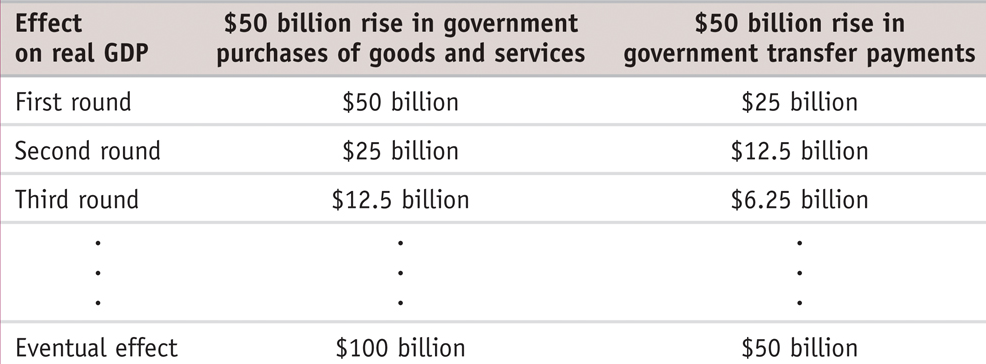 Effect on real GDP	$50 billion rise in government purchases of goods and services	$50 billion rise in government transfer payments
First round	$50 billion	$25 billion
Second round	$25 billion	$12.5 billion
Third round	$12.5 billion	$6.25 billion
.	.	.
.	.	.
.	.	.
Eventual effect	$100 billion	$50 billion